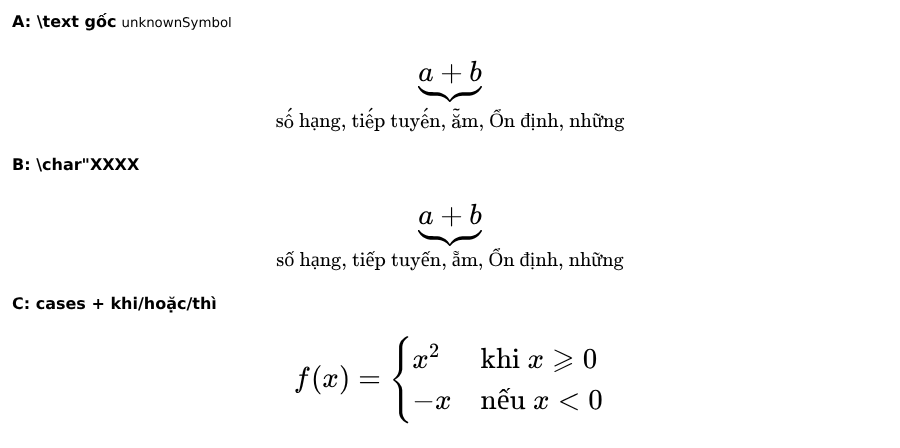 A: \text gốc unknownSymbol
a + b
số hạng, tiếp tuyến, ẵm, Ổn định, những
B: \char"XXXX
a + b
số hạng, tiếp tuyến, ẵm, Ổn định, những
C: cases + khi/hoặc/thì
f(x) = { x² khi x ⩾ 0
−x nếu x < 0